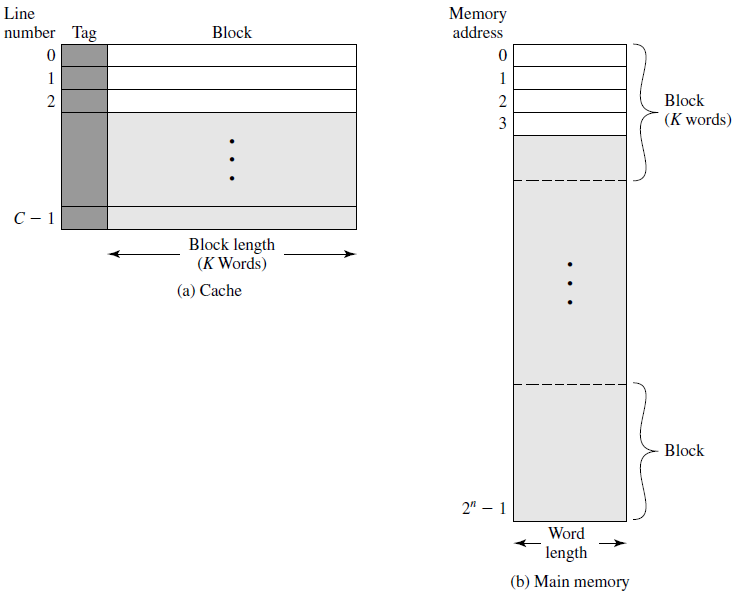 Line
number Tag Block
0
1
2
C – 1
Block length
(K Words)
(a) Cache
Memory
address
0
1
2
3
Block
(K words)
Block
2ⁿ – 1
Word
length
(b) Main memory